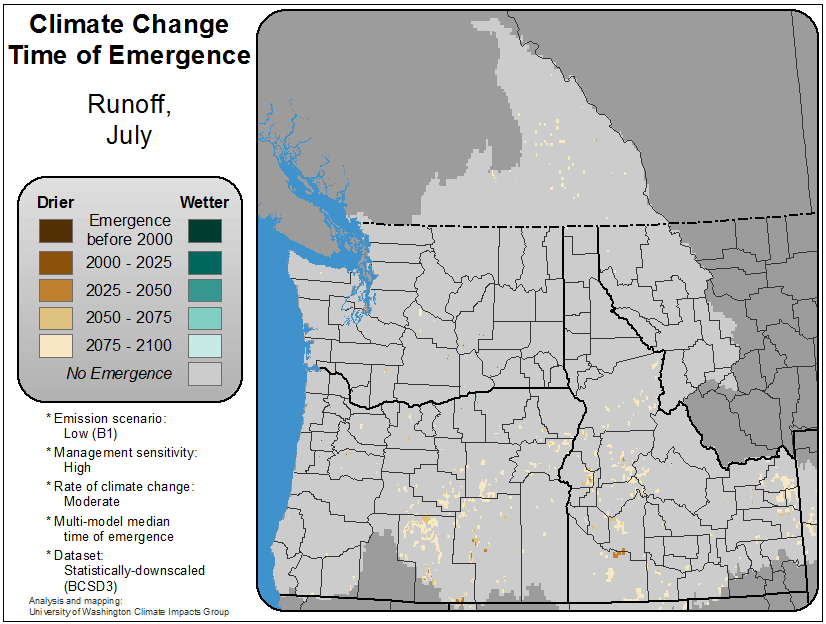 Climate Change
Time of Emergence
Runoff,
July
Drier
Wetter
Emergence
before 2000
2000 - 2025
2025 - 2050
2050 - 2075
2075 - 2100
No Emergence
* Emission scenario:
Low (B1)
* Management sensitivity:
High
* Rate of climate change:
Moderate
* Multi-model median
time of emergence
* Dataset:
Statistically-downscaled
(BCSD3)
Analysis and mapping:
University of Washington Climate Impacts Group